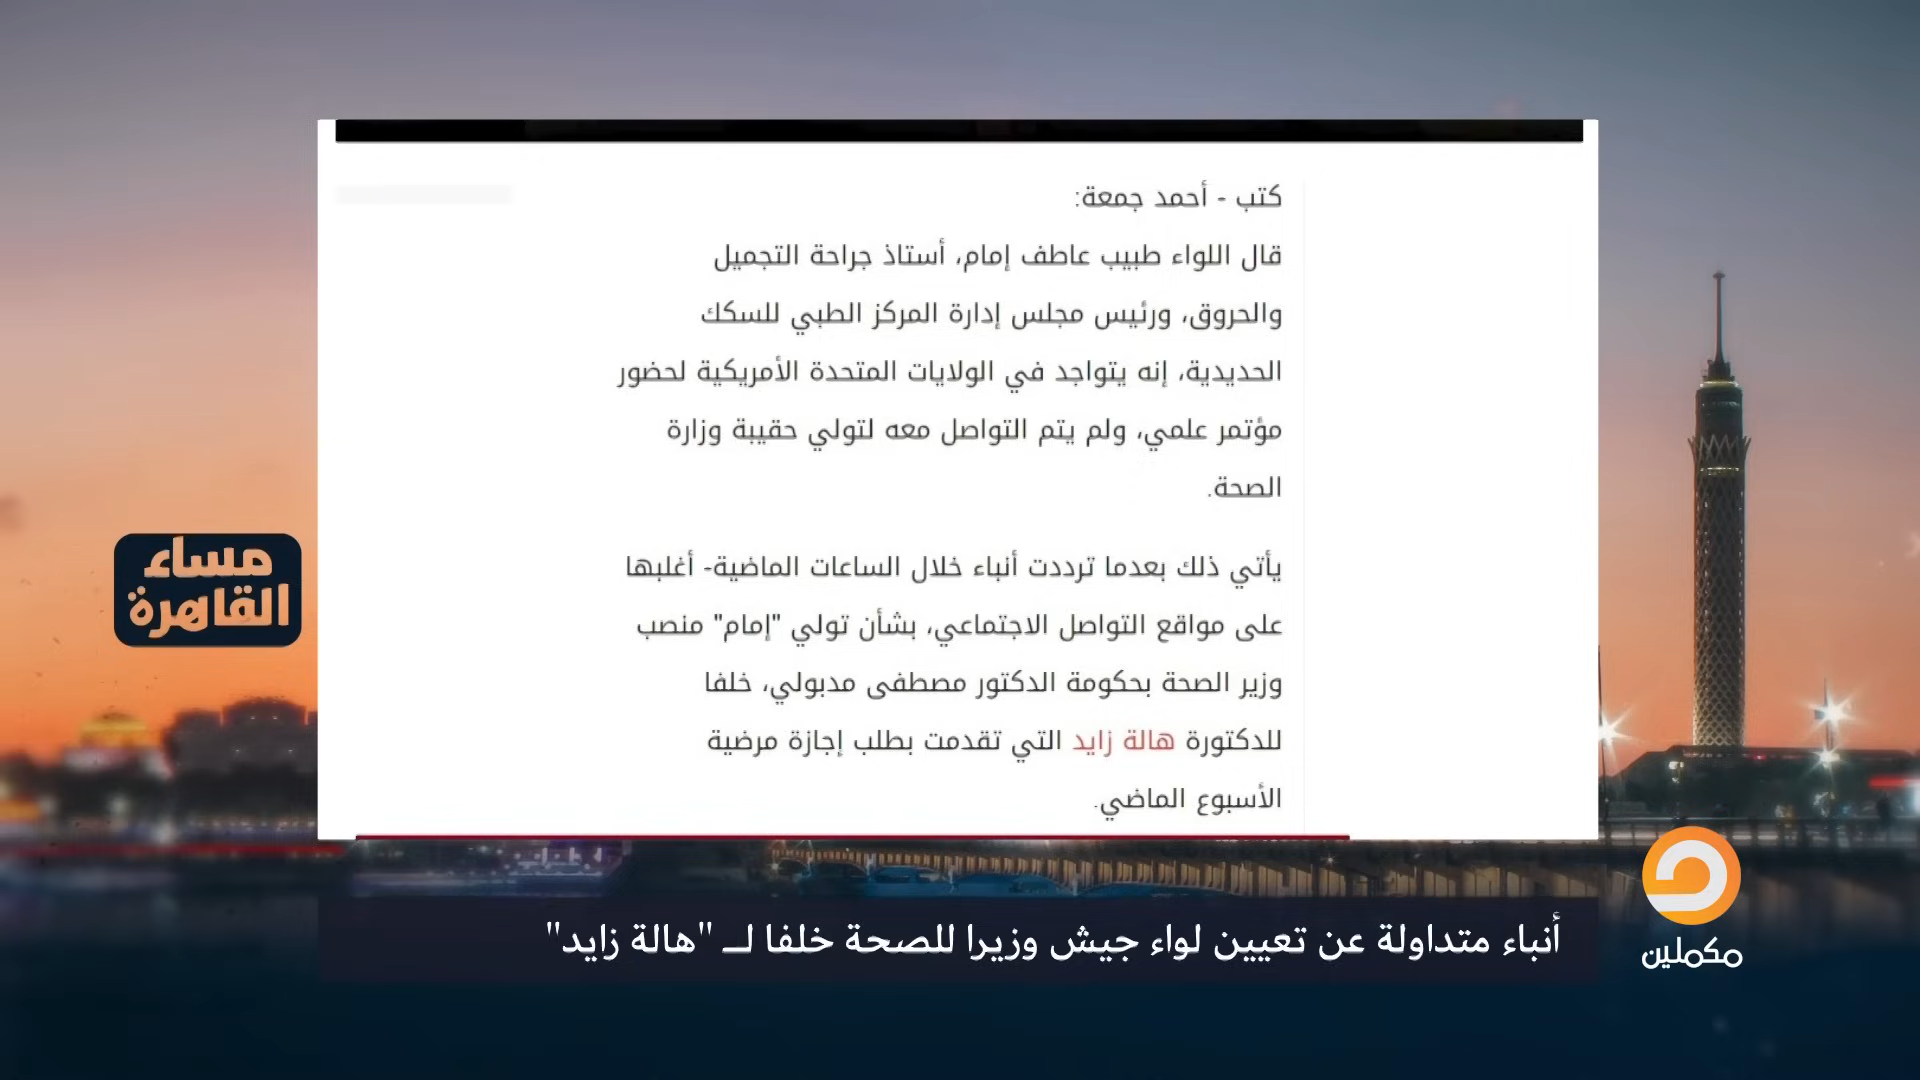 كتب - أحمد جمعة:
قال اللواء طبيب عاطف إمام، أستاذ جراحة التجميل
والحروق، ورئيس مجلس إدارة المركز الطبي للسكك
الحديدية، إنه يتواجد في الولايات المتحدة الأمريكية لحضور
مؤتمر علمي، ولم يتم التواصل معه لتولي حقيبة وزارة
الصحة.
يأتي ذلك بعدما ترددت أنباء خلال الساعات الماضية- أغلبها
على مواقع التواصل الاجتماعي، بشأن تولي "إمام" منصب
وزير الصحة بحكومة الدكتور مصطفى مدبولي، خلفا
للدكتورة هالة زايد التي تقدمت بطلب إجازة مرضية
الأسبوع الماضي.
مساء
القاهرة
أنباء متداولة عن تعيين لواء جيش وزيرا للصحة خلفا لــ "هالة زايد"
مكملين